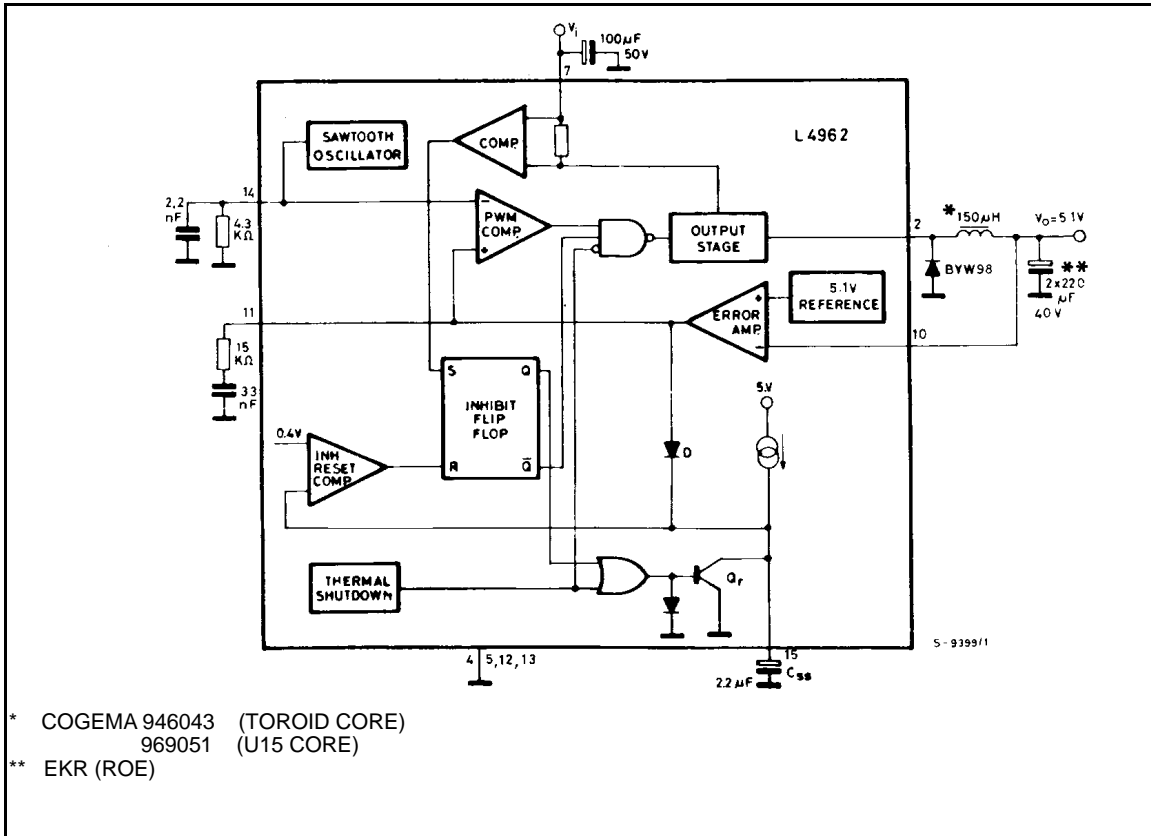 Vi
100µF
50V
7
L4962
SAWTOOTH
OSCILLATOR
COMP.
14
2,2
nF
4.3
KΩ
−
PWM
COMP.
+
OUTPUT
STAGE
2
*
150µH
Vo=5.1V
BYW98
**
2x220
µF
40V
5.1V
REFERENCE
11
+
ERROR
AMP.
−
10
15
KΩ
33
nF
S Q
INHIBIT
FLIP
FLOP
R Q̅
5V
D
0.4V
INH
RESET
COMP.
THERMAL
SHUTDOWN
Qr
S-9399/1
4 5,12,13
15
2.2µF
Css
* COGEMA 946043 (TOROID CORE)
969051 (U15 CORE)
** EKR (ROE)